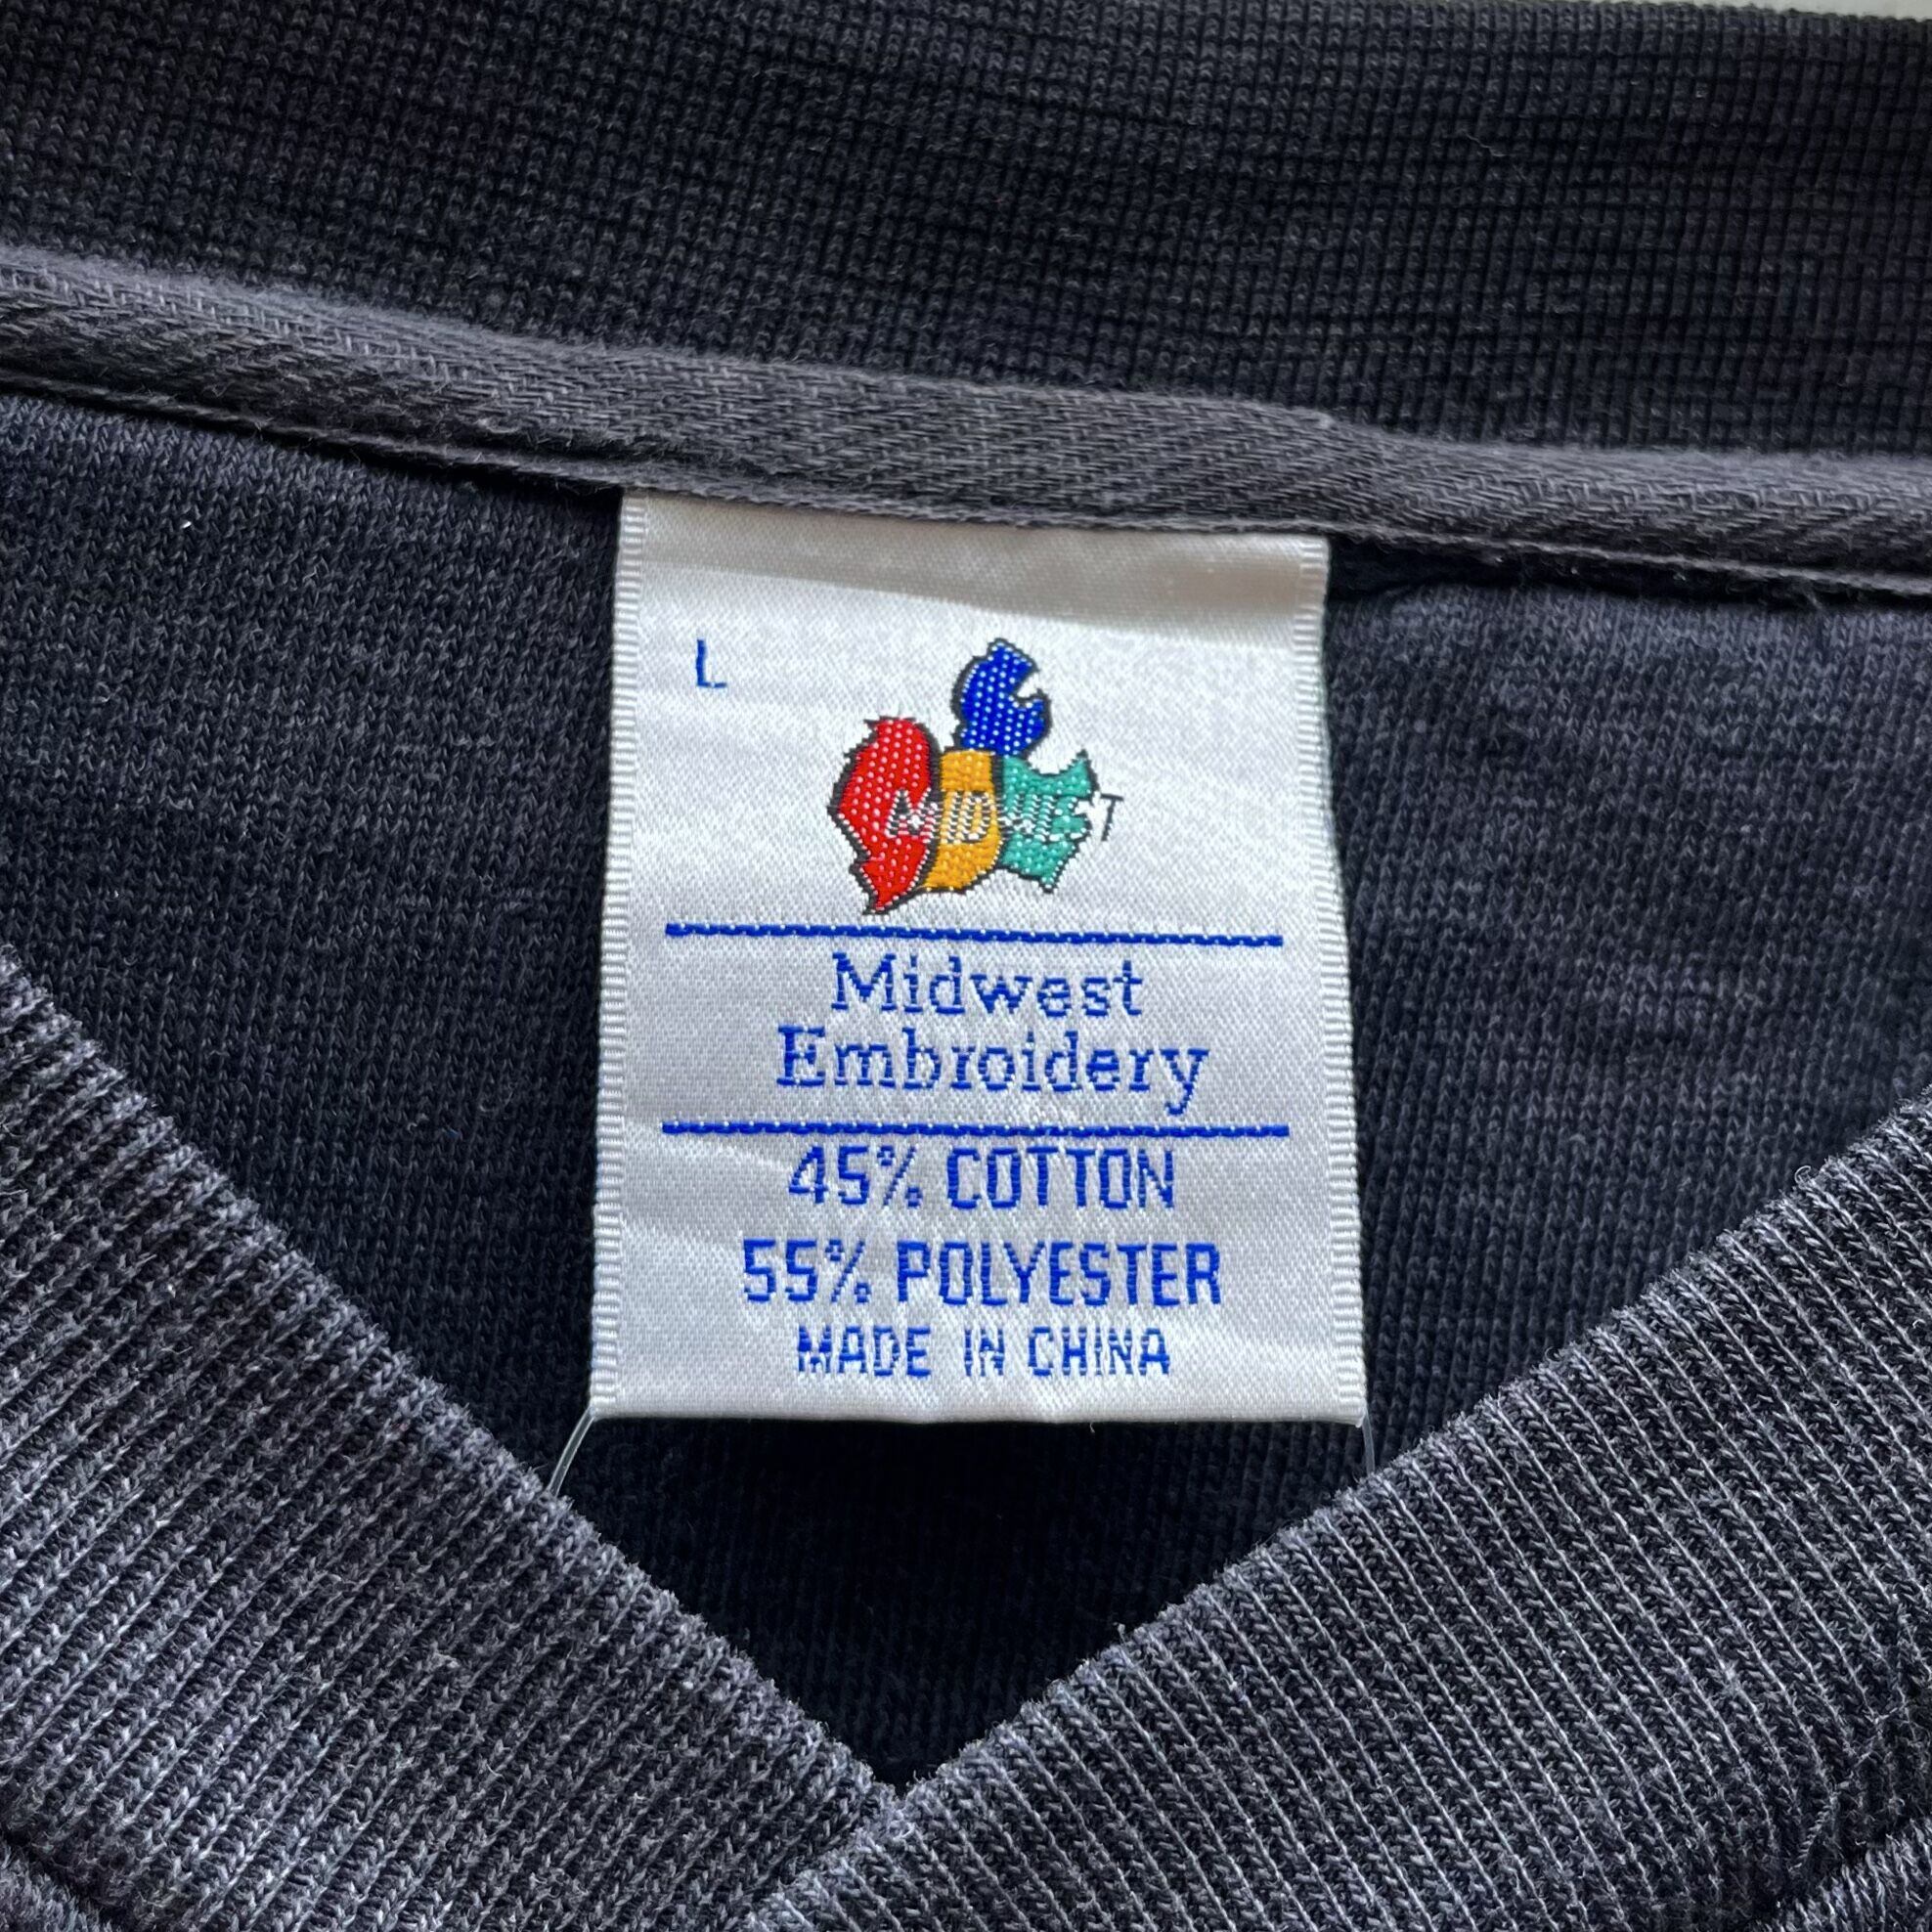 L
MIDWEST
Midwest
Embroidery
45% COTTON
55% POLYESTER
MADE IN CHINA